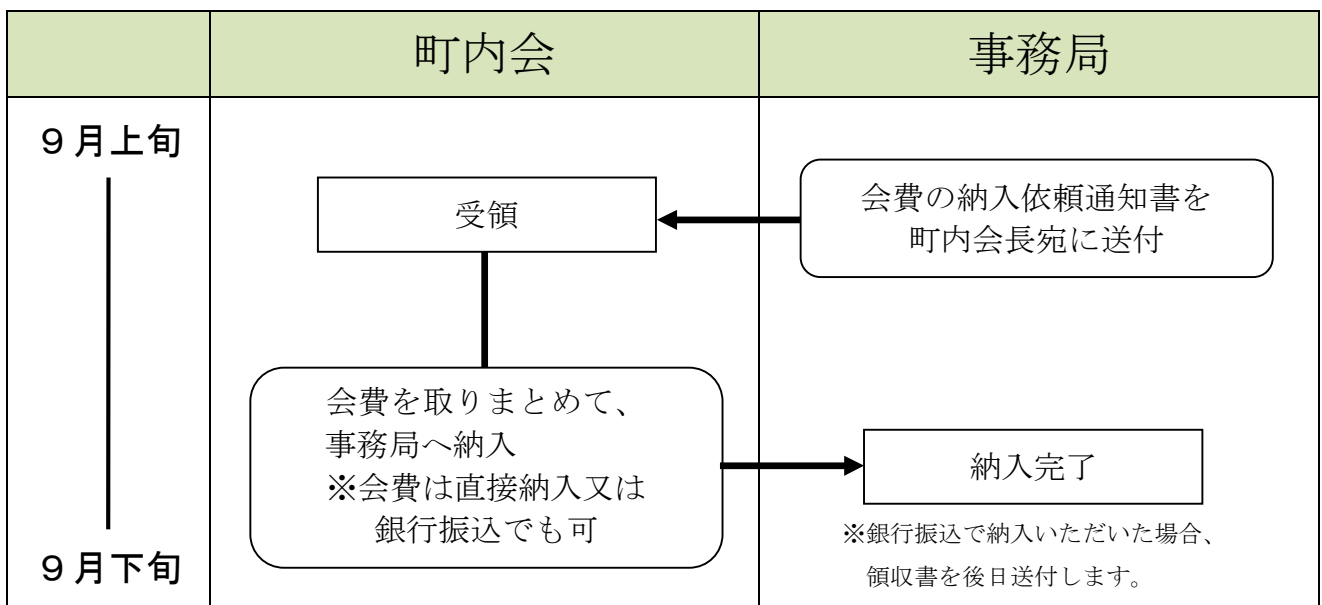 町内会
事務局
９月上旬
会費の納入依頼通知書を
町内会長宛に送付
受領
会費を取りまとめて、
事務局へ納入
※会費は直接納入又は
銀行振込でも可
納入完了
※銀行振込で納入いただいた場合、
領収書を後日送付します。
９月下旬